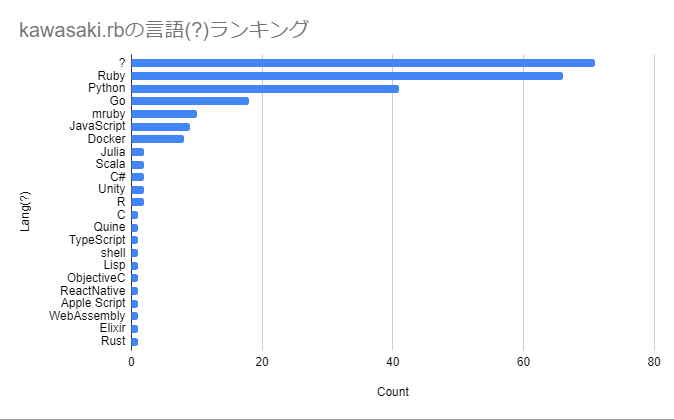 kawasaki.rbの言語(?)ランキング
?
Ruby
Python
Go
mruby
JavaScript
Docker
Julia
Scala
C#
Unity
R
C
Quine
TypeScript
shell
Lisp
ObjectiveC
ReactNative
Apple Script
WebAssembly
Elixir
Rust
Lang(?)
0 20 40 60 80
Count